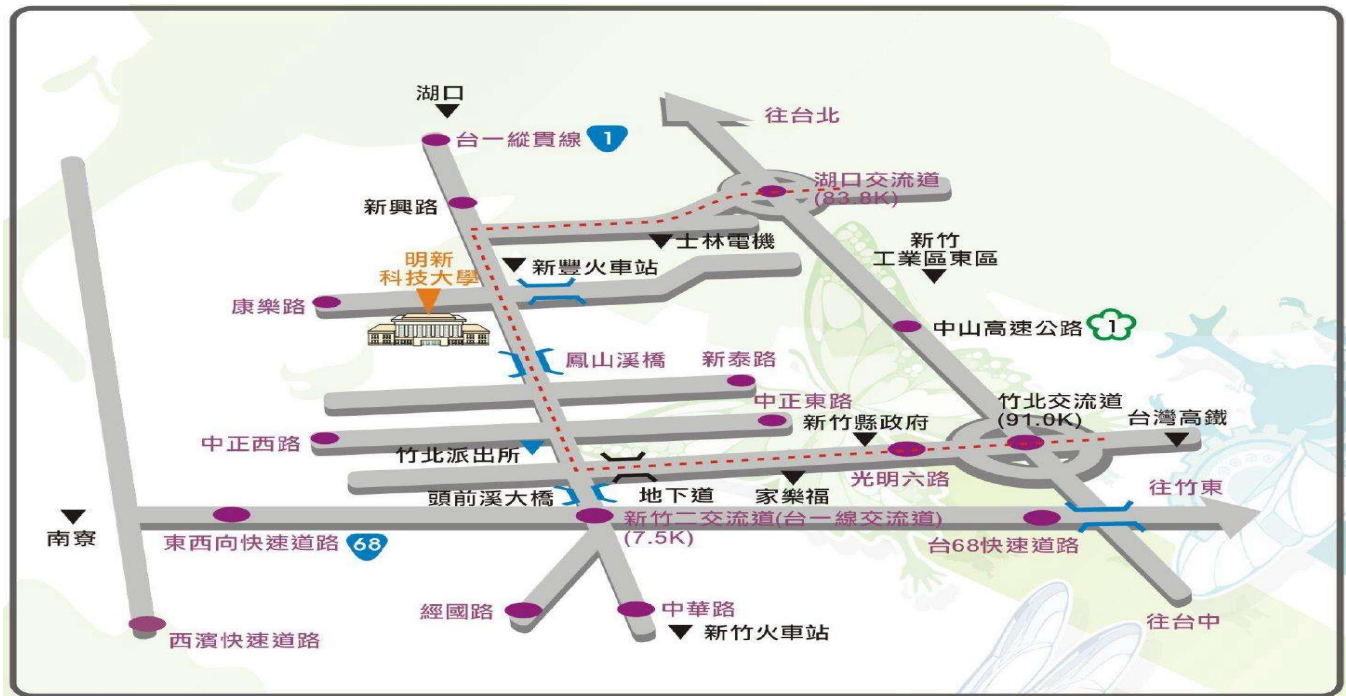 湖口
往台北
台一縱貫線 1
湖口交流道
(83.8K)
新興路
士林電機
新竹
工業區東區
明新
科技大學
新豐火車站
康樂路
中山高速公路 1
鳳山溪橋
新泰路
中正東路
竹北交流道
(91.0K)
台灣高鐵
新竹縣政府
中正西路
竹北派出所
光明六路
頭前溪大橋
地下道
家樂福
往竹東
南寮
東西向快速道路 68
新竹二交流道(台一線交流道)
(7.5K)
台68快速道路
經國路
中華路
往台中
西濱快速道路
新竹火車站